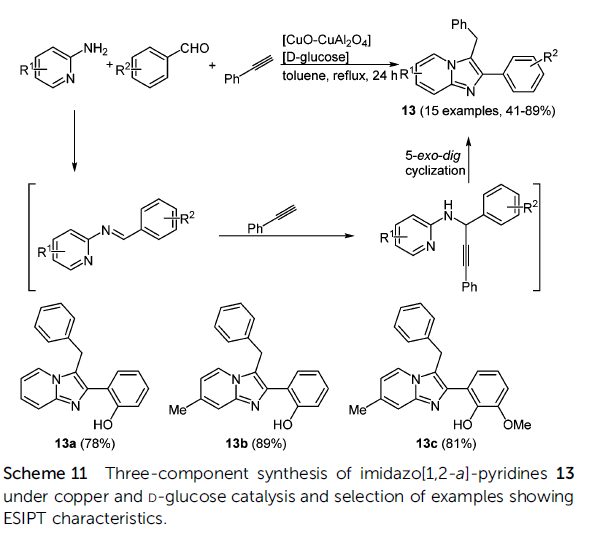 Ph
NH₂
R¹
N
+
R²
CHO
+
Ph
[CuO-CuAl₂O₄]
[D-glucose]
toluene, reflux, 24 h
R¹
N
N
R²
13 (15 examples, 41-89%)
5-exo-dig
cyclization
R¹
N
N
R²
Ph
R¹
N
H
N
R²
Ph
N
N
HO
13a (78%)
Me
N
N
HO
13b (89%)
Me
N
N
HO
OMe
13c (81%)
Scheme 11 Three-component synthesis of imidazo[1,2-a]-pyridines 13
under copper and D-glucose catalysis and selection of examples showing
ESIPT characteristics.